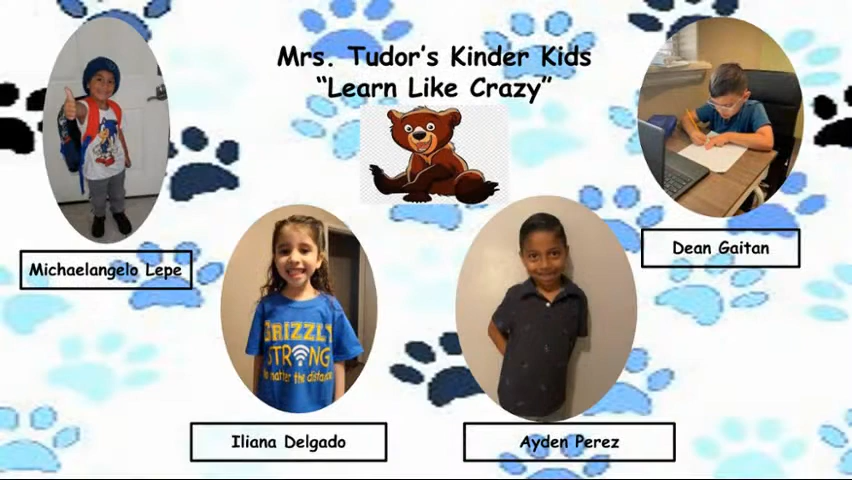 Mrs. Tudor's Kinder Kids
"Learn Like Crazy"
Michaelangelo Lepe
Dean Gaitan
GRIZZLY
STRONG
matter the distance
Iliana Delgado
Ayden Perez